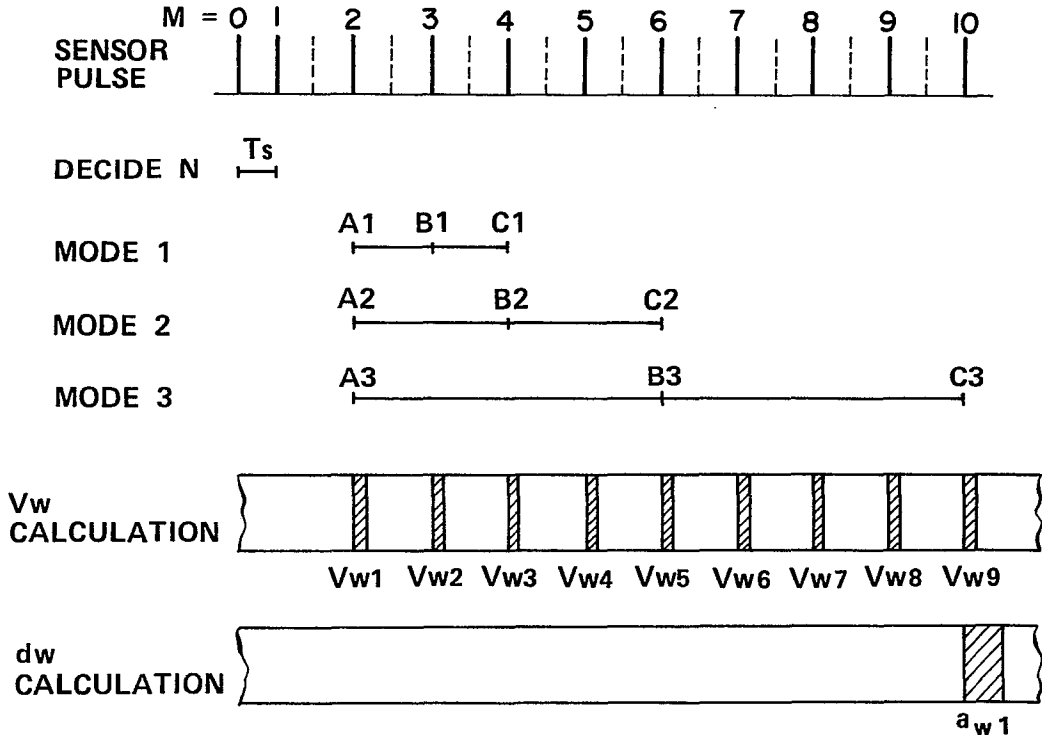 M = 0 1 2 3 4 5 6 7 8 9 10
SENSOR
PULSE
DECIDE N
Ts
MODE 1
A1 B1 C1
MODE 2
A2 B2 C2
MODE 3
A3 B3 C3
Vw
CALCULATION
Vw1 Vw2 Vw3 Vw4 Vw5 Vw6 Vw7 Vw8 Vw9
dw
CALCULATION
aw1